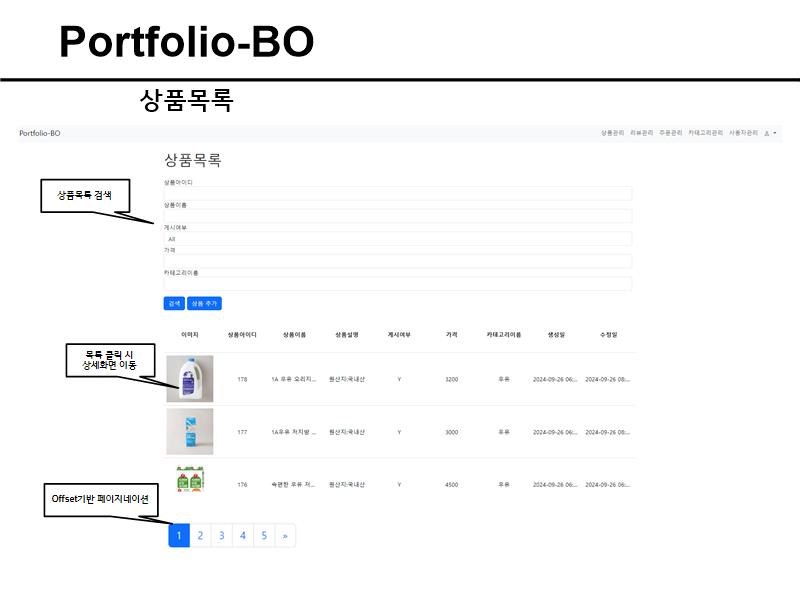 Portfolio-BO
상품목록
Portfolio-BO 상품관리 리뷰관리 주문관리 카테고리관리 사용자관리
상품목록
상품목록 검색
상품아이디
상품이름
게시여부
All
가격
카테고리이름
검색 상품 추가
이미지 상품아이디 상품이름 상품설명 게시여부 가격 카테고리이름 생성일 수정일
목록 클릭 시
상세화면 이동
178 1A 우유 오리지... 원산지:국내산 Y 3200 우유 2024-09-26 06:... 2024-09-26 08:...
177 1A우유 저지방 ... 원산지:국내산 Y 3000 우유 2024-09-26 06:... 2024-09-26 08:...
176 속편한 우유 저... 원산지:국내산 Y 4500 우유 2024-09-26 06:... 2024-09-26 06:...
Offset기반 페이지네이션
1 2 3 4 5 »